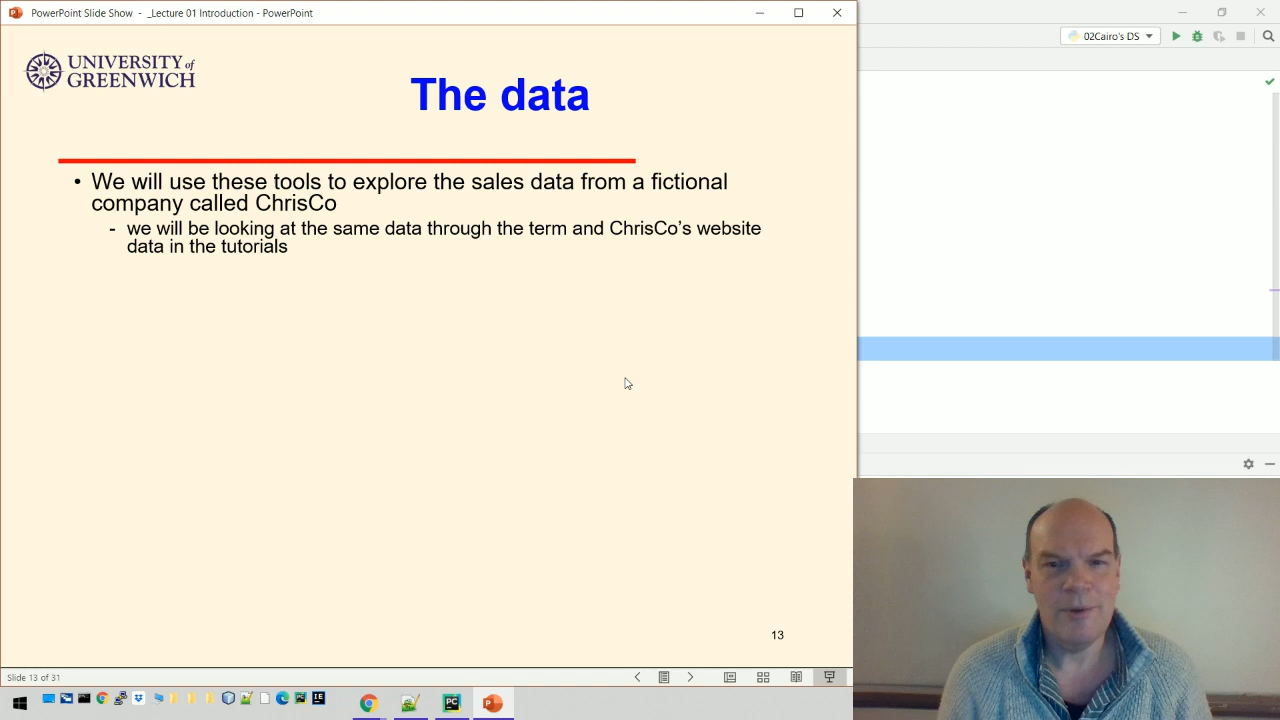 PowerPoint Slide Show - _Lecture 01 Introduction - PowerPoint
02Cairo's DS
UNIVERSITY of
GREENWICH
The data
• We will use these tools to explore the sales data from a fictional
company called ChrisCo
- we will be looking at the same data through the term and ChrisCo's website
data in the tutorials
13
Slide 13 of 31